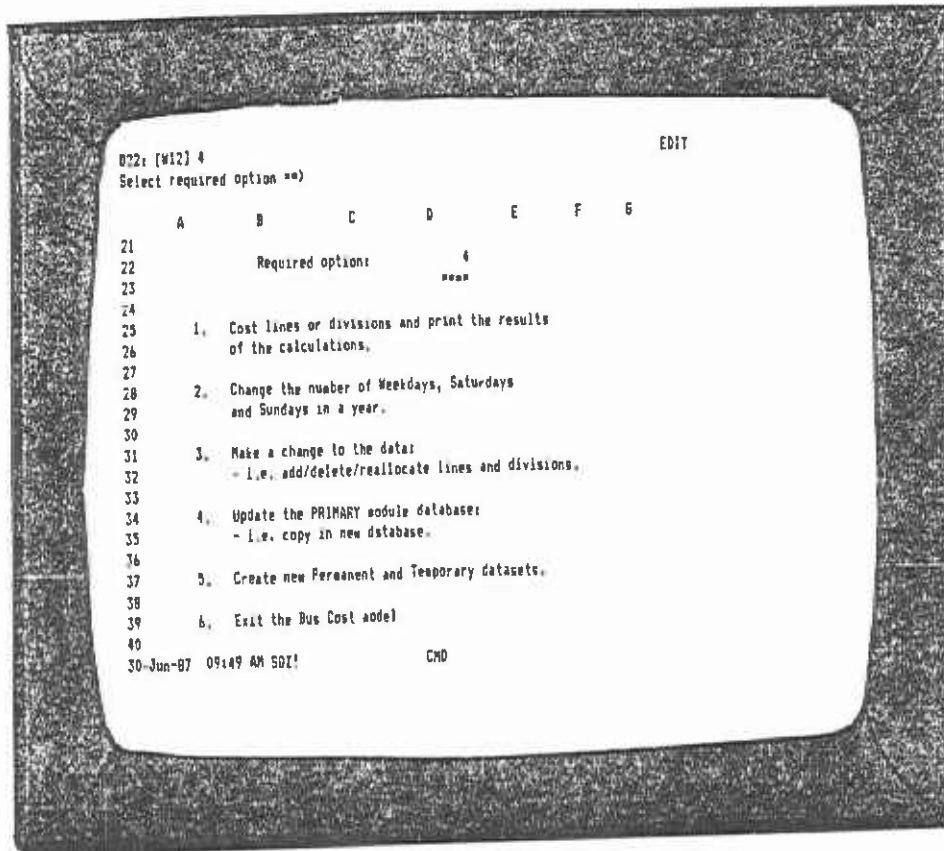 D22: [W12] 4 EDIT
Select required option ==)
A B C D E F G
21
22 Required option: 4
23 ====
24
25 1. Cost lines or divisions and print the results
26 of the calculations.
27
28 2. Change the number of Weekdays, Saturdays
29 and Sundays in a year.
30
31 3. Make a change to the data:
32 - i.e. add/delete/reallocate lines and divisions.
33
34 4. Update the PRIMARY module database:
35 - i.e. copy in new dstabase.
36
37 5. Create new Permanent and Temporary datasets.
38
39 6. Exit the Bus Cost model
40
30-Jun-87 09:49 AM SDZ! CMD